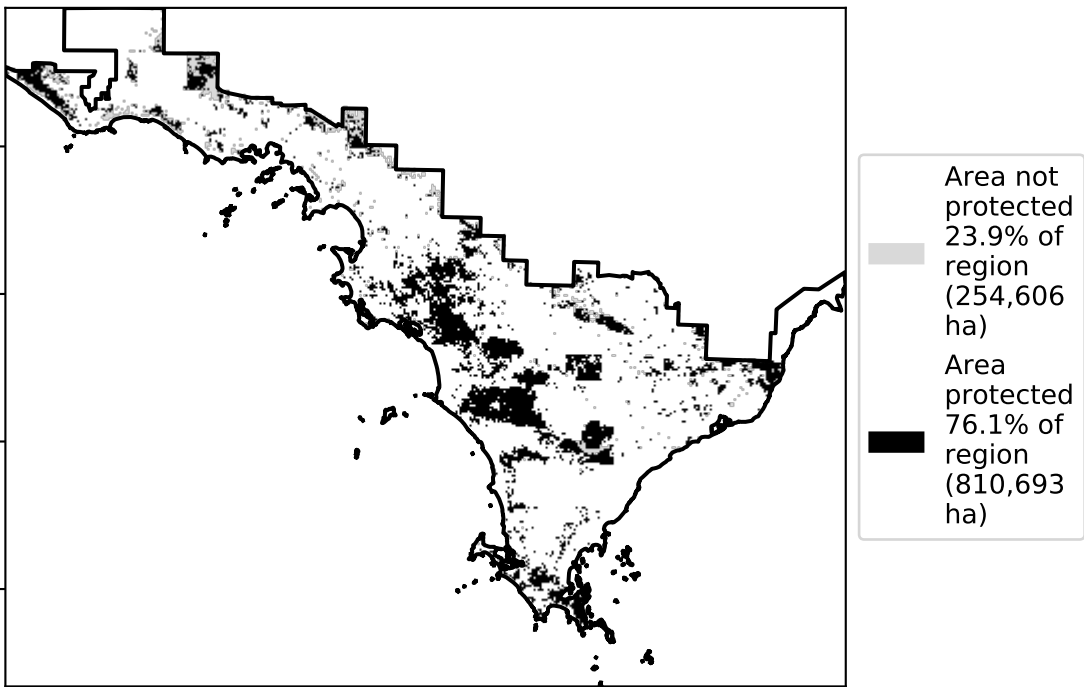 Area not
protected
23.9% of
region
(254,606
ha)
Area
protected
76.1% of
region
(810,693
ha)